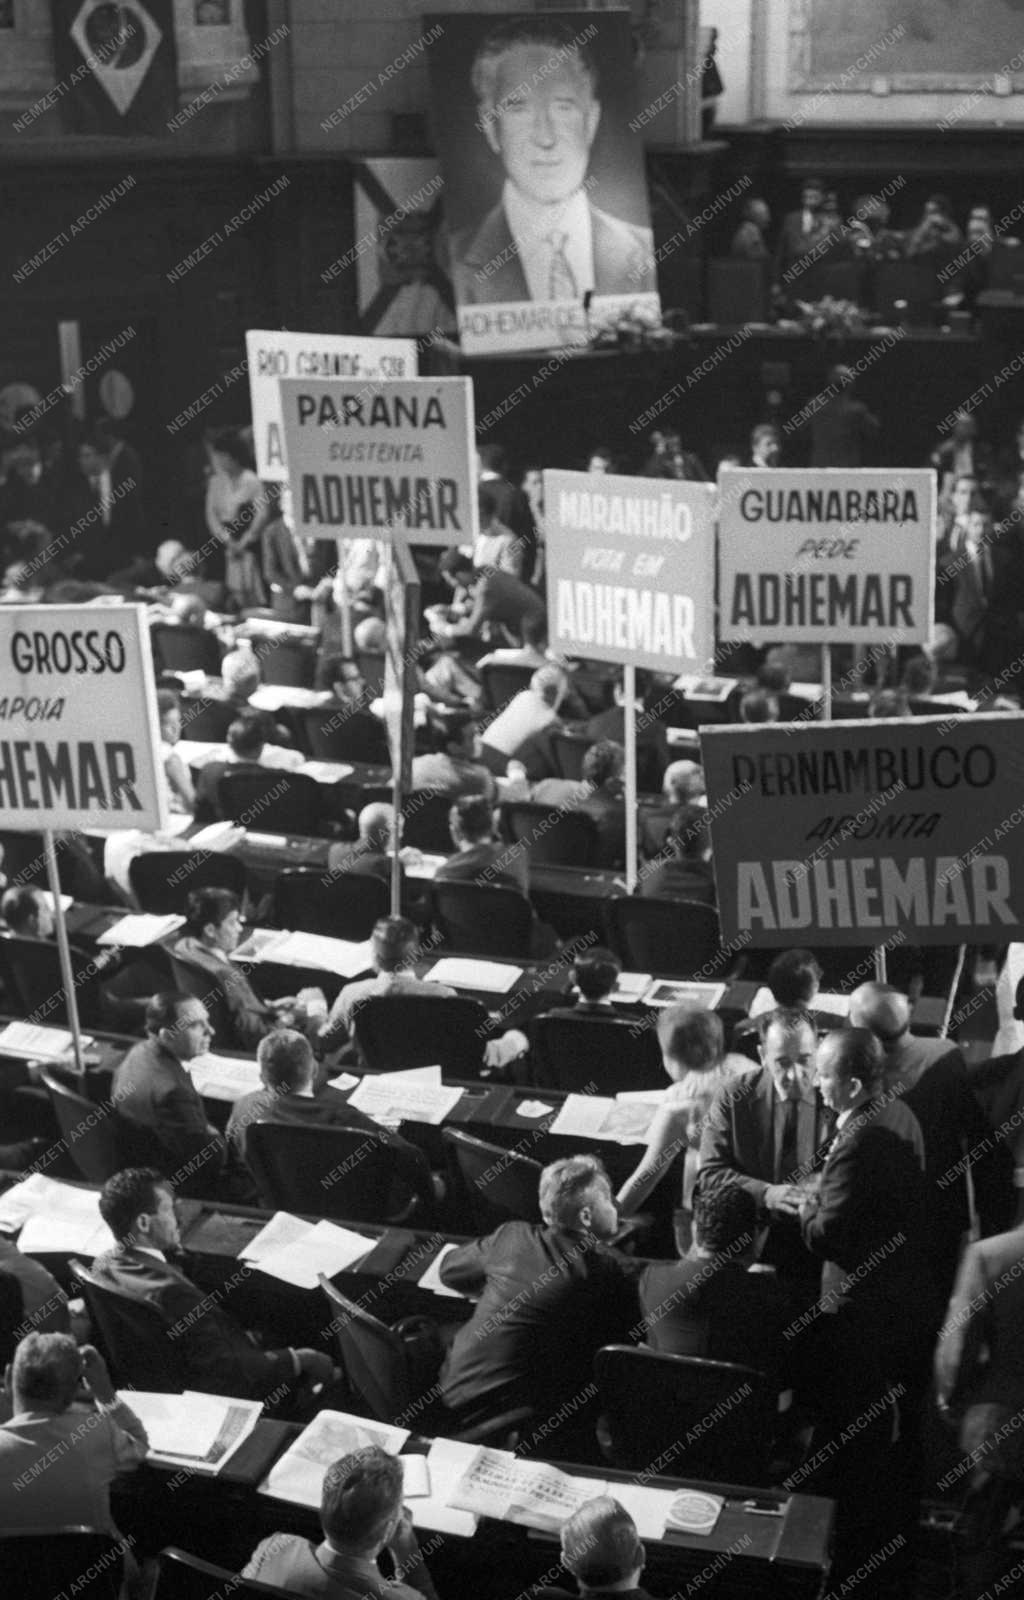 ADHEMAR DE
RIO GRANDE DO SUL
A
PARANÁ
SUSTENTA
ADHEMAR
MARANHÃO
VOTA EM
ADHEMAR
GUANABARA
PEDE
ADHEMAR
GROSSO
APOIA
HEMAR
PERNAMBUCO
APONTA
ADHEMAR
NEMZETI ARCHÍVUM